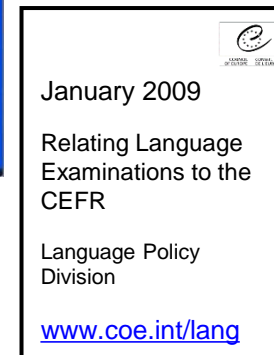 January 2009
Relating Language
Examinations to the
CEFR
Language Policy
Division
www.coe.int/lang